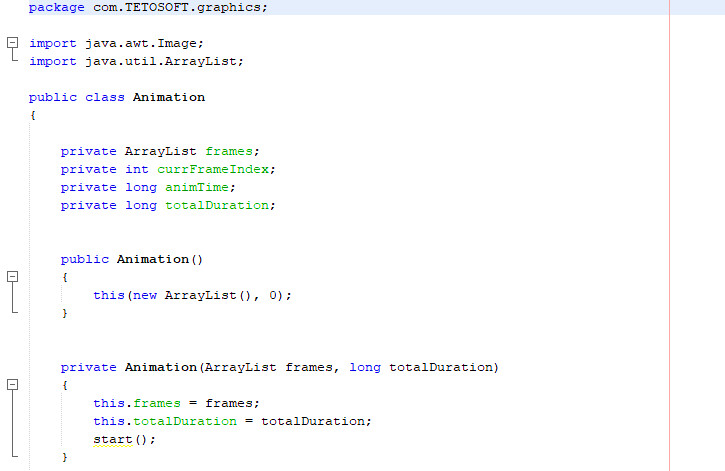 package com.TETOSOFT.graphics;
import java.awt.Image;
import java.util.ArrayList;
public class Animation
{
private ArrayList frames;
private int currFrameIndex;
private long animTime;
private long totalDuration;
public Animation()
{
this(new ArrayList(), 0);
}
private Animation(ArrayList frames, long totalDuration)
{
this.frames = frames;
this.totalDuration = totalDuration;
start();
}